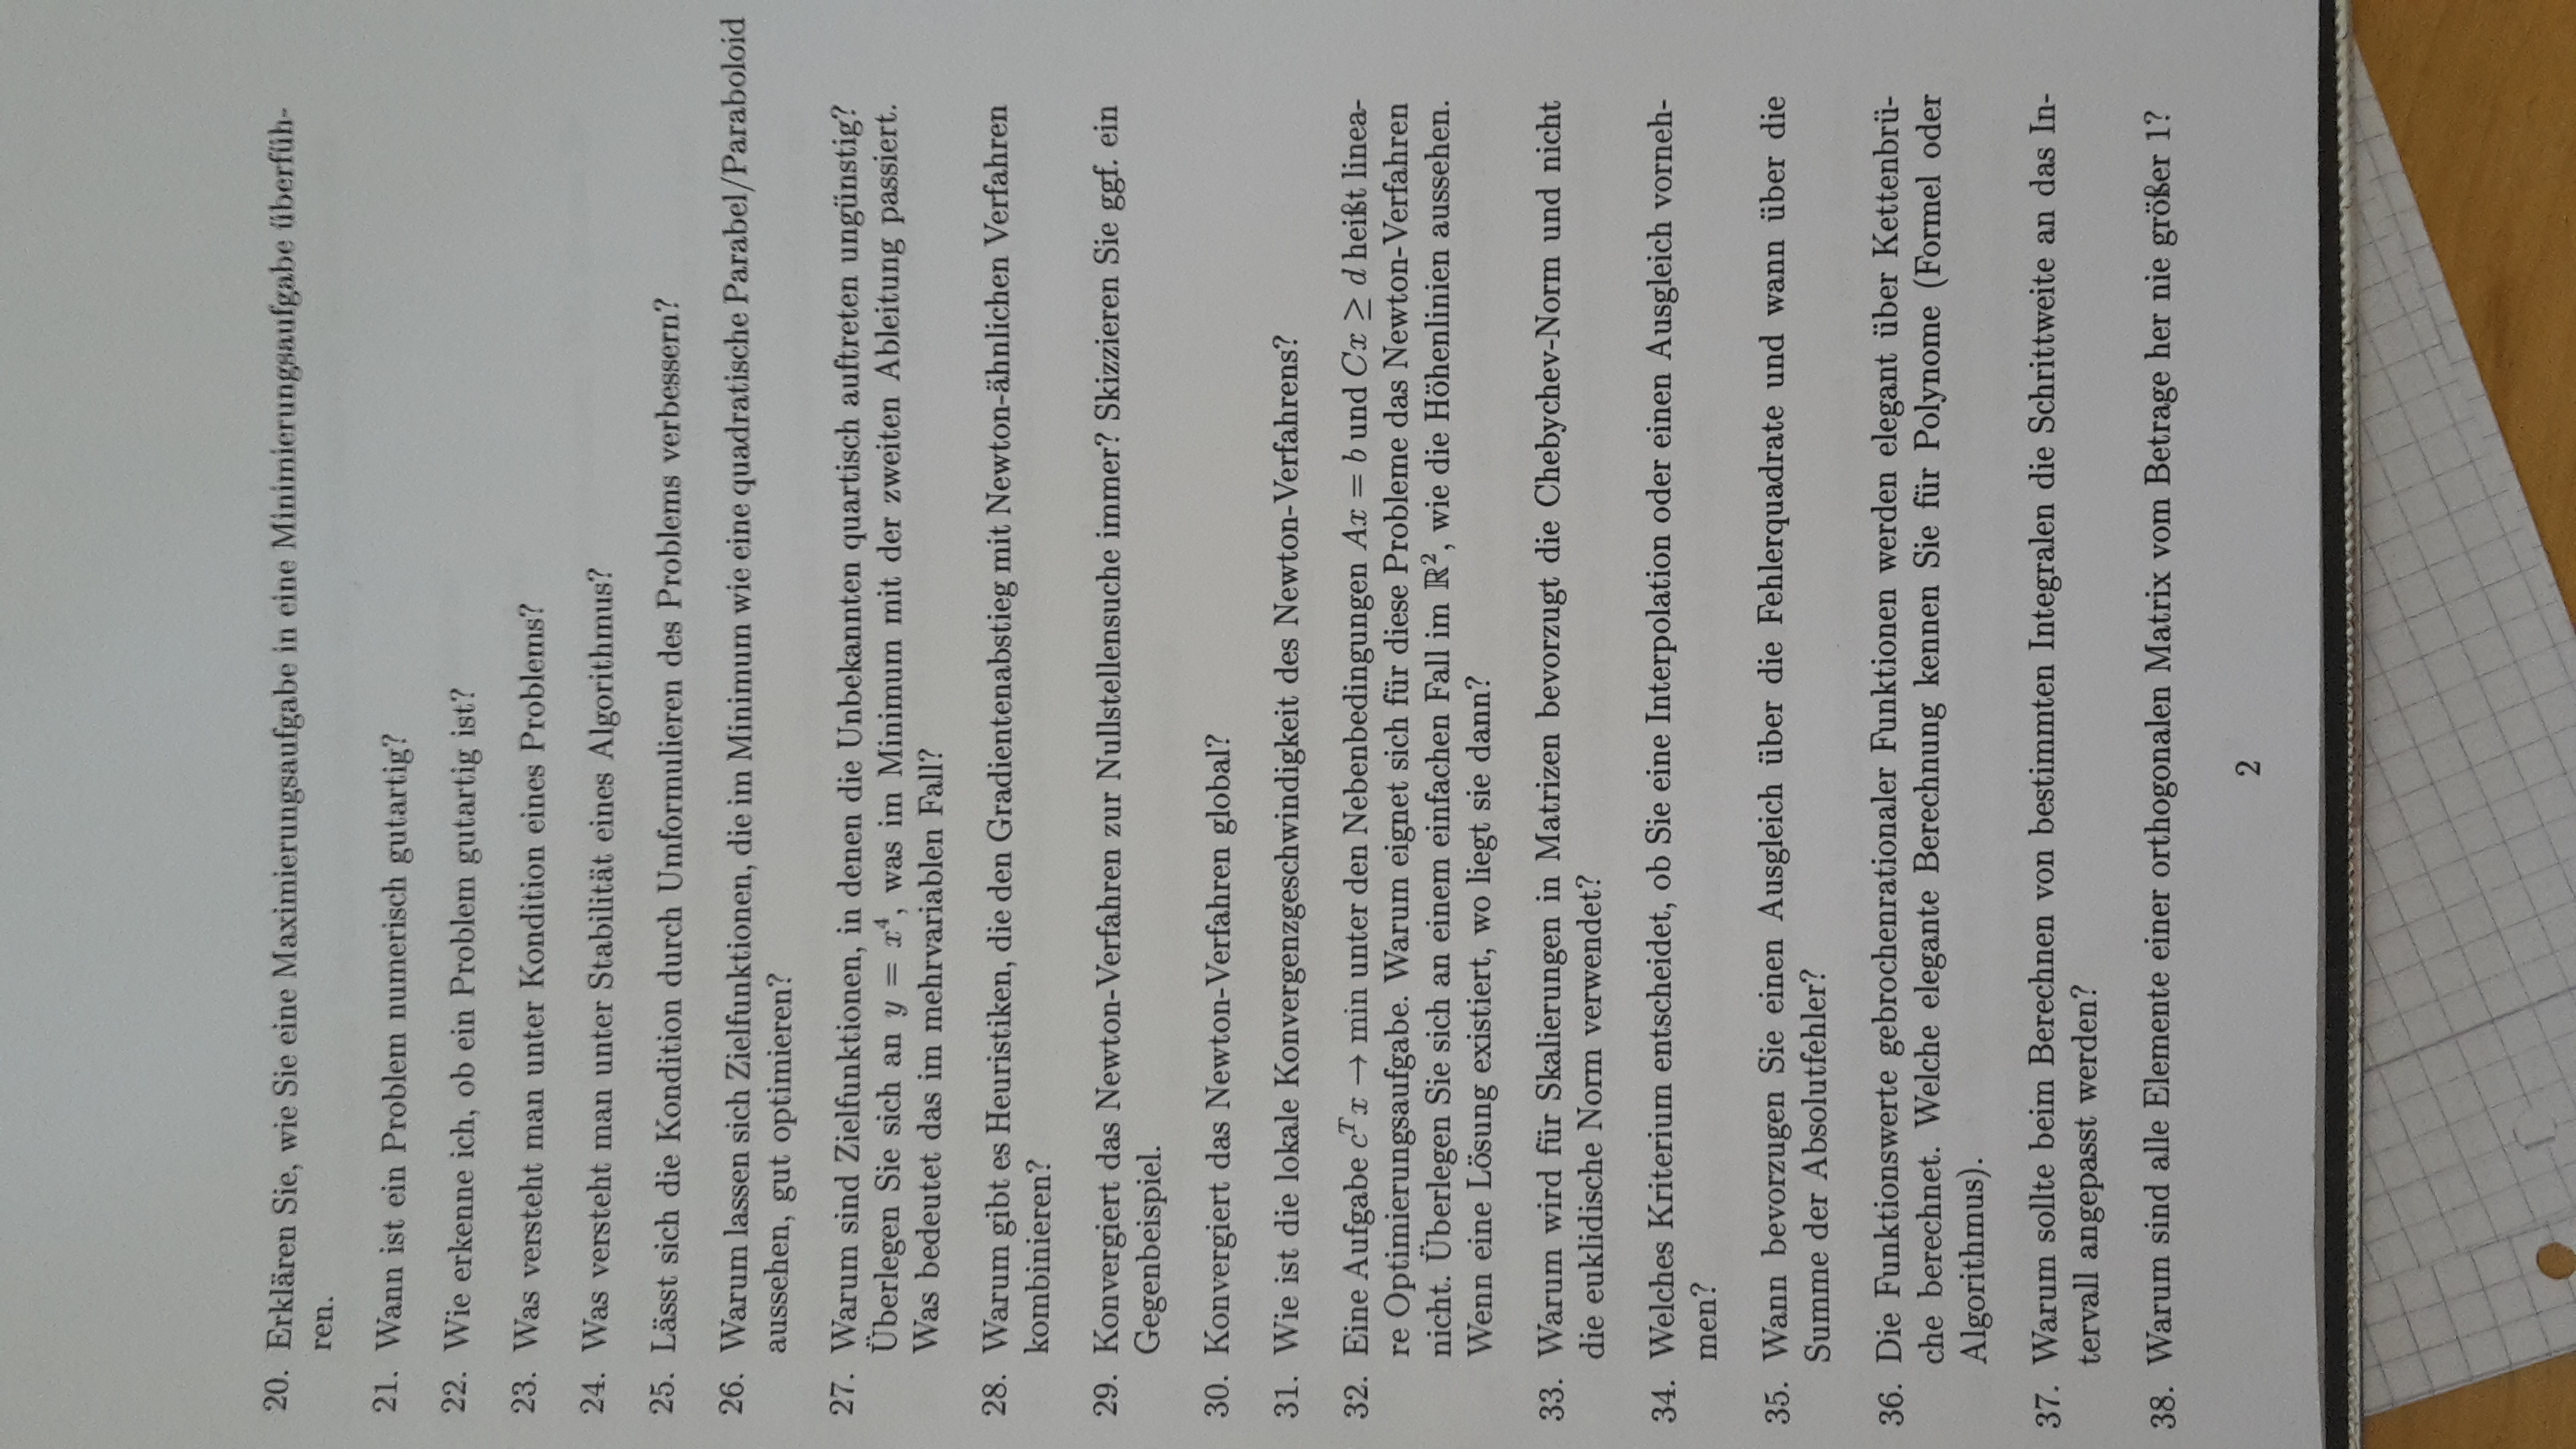 20. Erklären Sie, wie Sie eine Maximierungsaufgabe in eine Minimierungsaufgabe überfüh-
ren.
21. Wann ist ein Problem numerisch gutartig?
22. Wie erkenne ich, ob ein Problem gutartig ist?
23. Was versteht man unter Kondition eines Problems?
24. Was versteht man unter Stabilität eines Algorithmus?
25. Lässt sich die Kondition durch Umformulieren des Problems verbessern?
26. Warum lassen sich Zielfunktionen, die im Minimum wie eine quadratische Parabel/Paraboloid
aussehen, gut optimieren?
27. Warum sind Zielfunktionen, in denen die Unbekannten quartisch auftreten ungünstig?
Überlegen Sie sich an y = x⁴, was im Minimum mit der zweiten Ableitung passiert.
Was bedeutet das im mehrvariablen Fall?
28. Warum gibt es Heuristiken, die den Gradientenabstieg mit Newton-ähnlichen Verfahren
kombinieren?
29. Konvergiert das Newton-Verfahren zur Nullstellensuche immer? Skizzieren Sie ggf. ein
Gegenbeispiel.
30. Konvergiert das Newton-Verfahren global?
31. Wie ist die lokale Konvergenzgeschwindigkeit des Newton-Verfahrens?
32. Eine Aufgabe cᵀx → min unter den Nebenbedingungen Ax = b und Cx ≥ d heißt linea-
re Optimierungsaufgabe. Warum eignet sich für diese Probleme das Newton-Verfahren
nicht. Überlegen Sie sich an einem einfachen Fall im ℝ², wie die Höhenlinien aussehen.
Wenn eine Lösung existiert, wo liegt sie dann?
33. Warum wird für Skalierungen in Matrizen bevorzugt die Chebychev-Norm und nicht
die euklidische Norm verwendet?
34. Welches Kriterium entscheidet, ob Sie eine Interpolation oder einen Ausgleich vorneh-
men?
35. Wann bevorzugen Sie einen Ausgleich über die Fehlerquadrate und wann über die
Summe der Absolutfehler?
36. Die Funktionswerte gebrochenrationaler Funktionen werden elegant über Kettenbrü-
che berechnet. Welche elegante Berechnung kennen Sie für Polynome (Formel oder
Algorithmus).
37. Warum sollte beim Berechnen von bestimmten Integralen die Schrittweite an das In-
tervall angepasst werden?
38. Warum sind alle Elemente einer orthogonalen Matrix vom Betrage her nie größer 1?
2